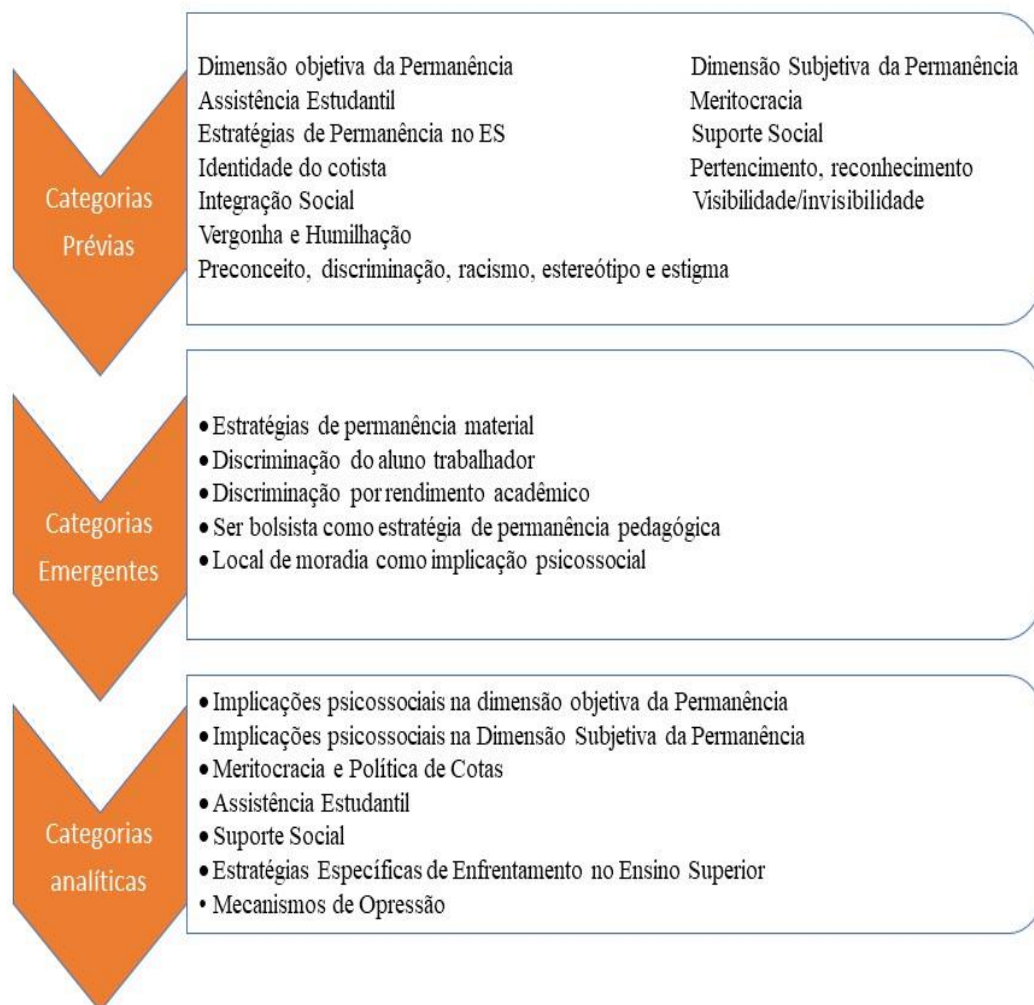 Categorias
Prévias
Dimensão objetiva da Permanência
Assistência Estudantil
Estratégias de Permanência no ES
Identidade do cotista
Integração Social
Vergonha e Humilhação
Preconceito, discriminação, racismo, estereótipo e estigma
Dimensão Subjetiva da Permanência
Meritocracia
Suporte Social
Pertencimento, reconhecimento
Visibilidade/invisibilidade
Categorias
Emergentes
• Estratégias de permanência material
• Discriminação do aluno trabalhador
• Discriminação por rendimento acadêmico
• Ser bolsista como estratégia de permanência pedagógica
• Local de moradia como implicação psicossocial
Categorias
analíticas
• Implicações psicossociais na dimensão objetiva da Permanência
• Implicações psicossociais na Dimensão Subjetiva da Permanência
• Meritocracia e Política de Cotas
• Assistência Estudantil
• Suporte Social
• Estratégias Específicas de Enfrentamento no Ensino Superior
• Mecanismos de Opressão